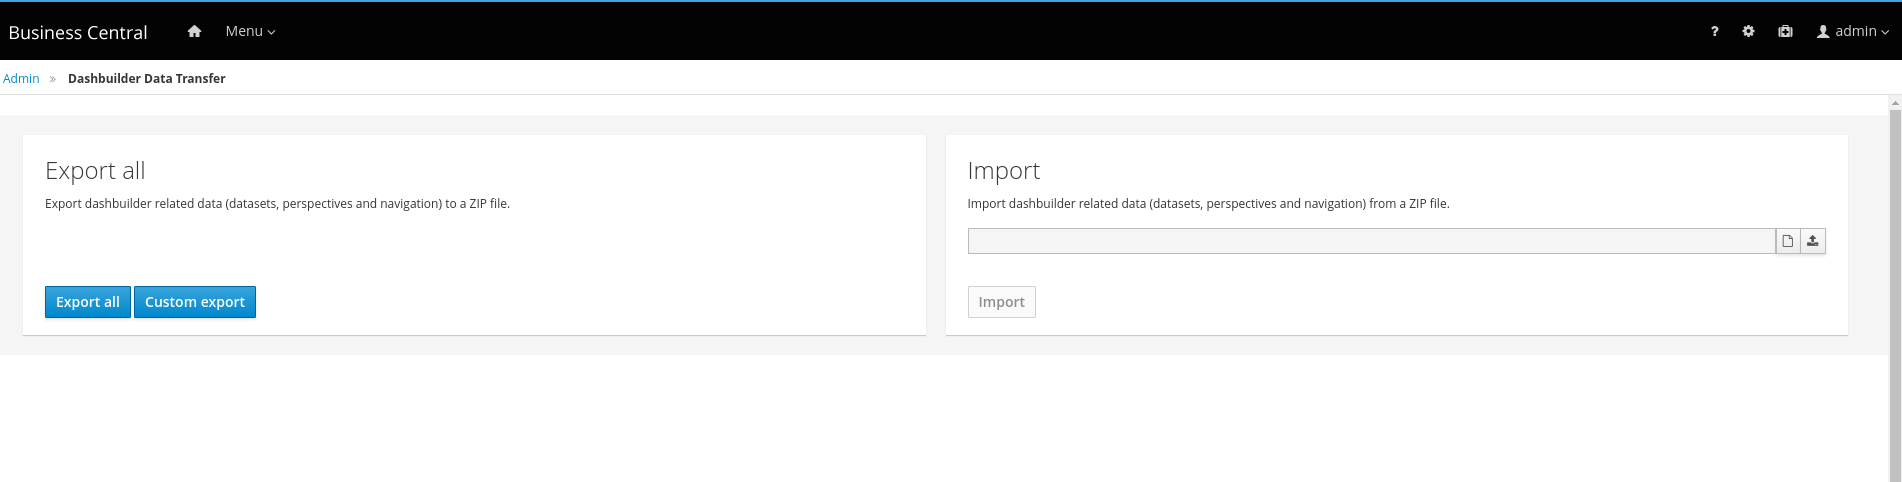 Business Central Menu ? admin
Admin » Dashbuilder Data Transfer
Export all
Export dashbuilder related data (datasets, perspectives and navigation) to a ZIP file.
Export all Custom export
Import
Import dashbuilder related data (datasets, perspectives and navigation) from a ZIP file.
Import